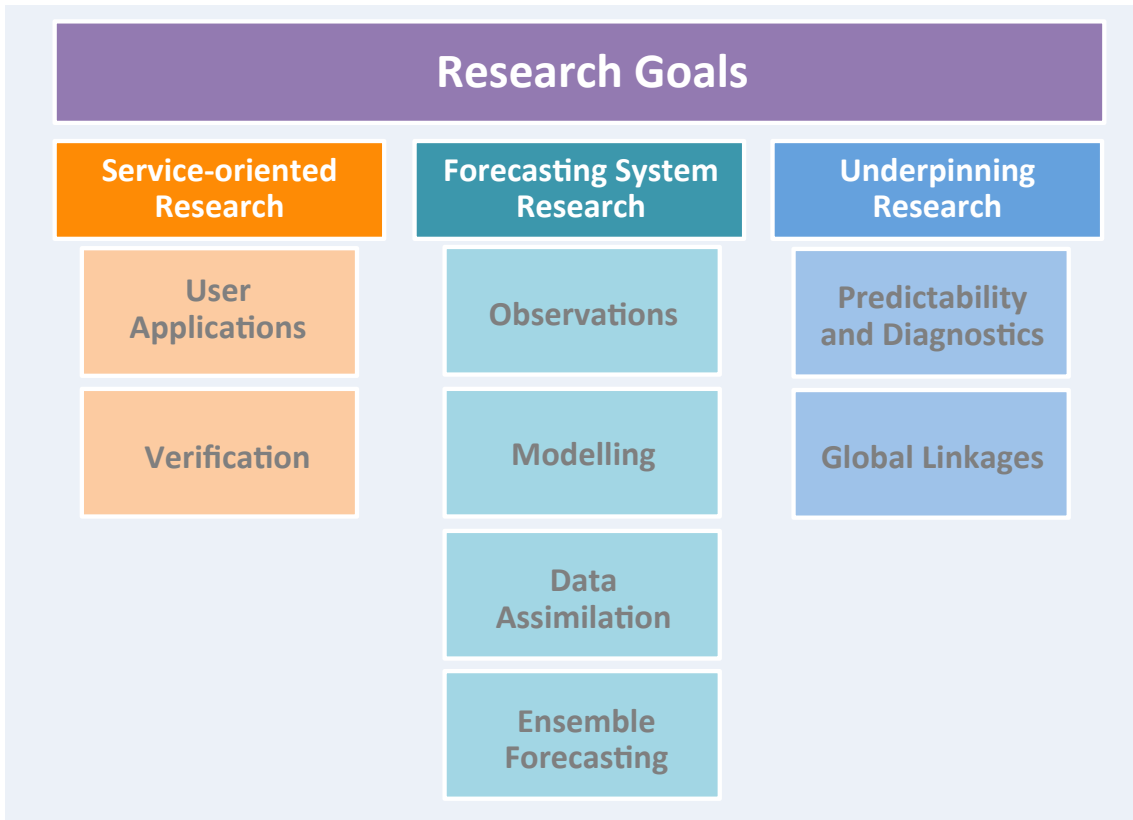 Research Goals
Service-oriented
Research
User
Applications
Verification
Forecasting System
Research
Observations
Modelling
Data
Assimilation
Ensemble
Forecasting
Underpinning
Research
Predictability
and Diagnostics
Global Linkages